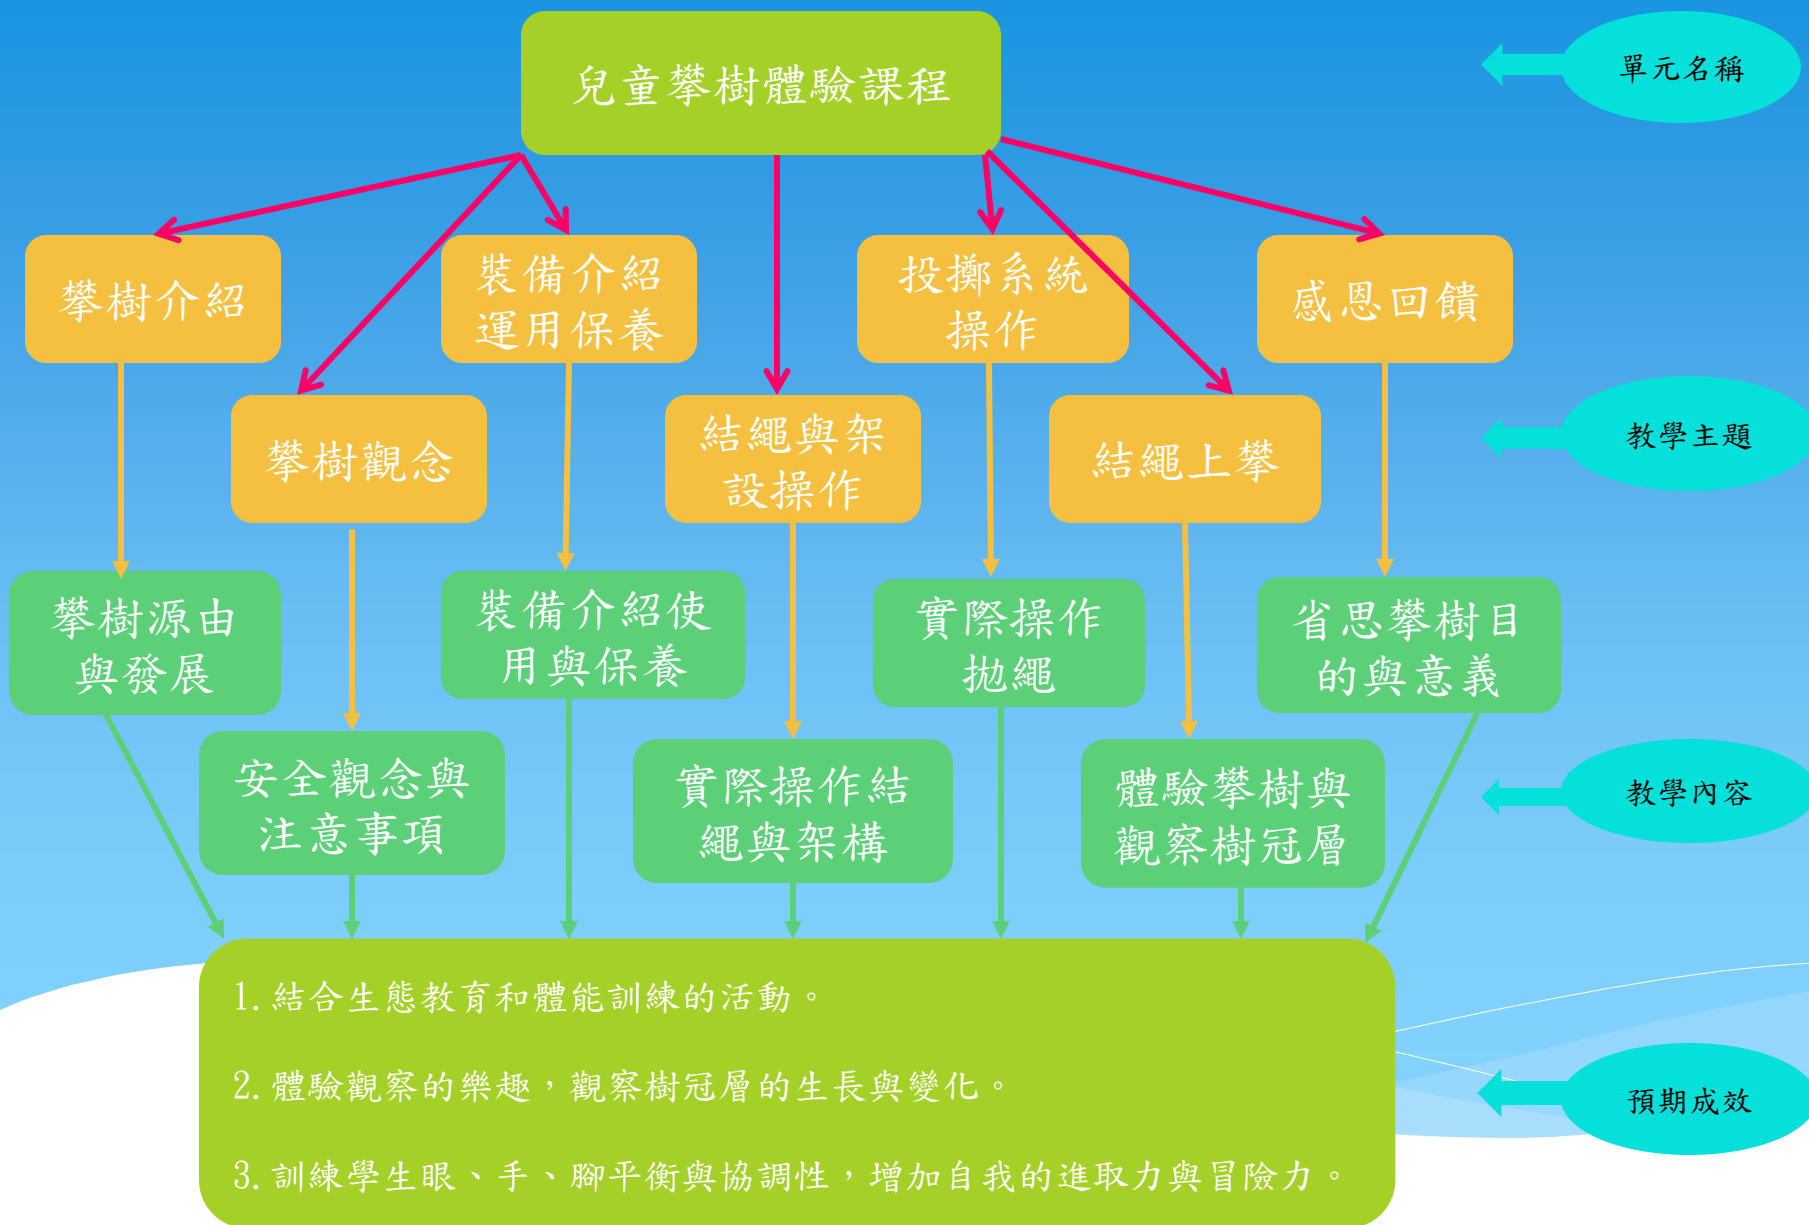 兒童攀樹體驗課程
單元名稱
攀樹介紹
裝備介紹
運用保養
投擲系統
操作
感恩回饋
攀樹觀念
結繩與架
設操作
結繩上攀
教學主題
攀樹源由
與發展
裝備介紹使
用與保養
實際操作
拋繩
省思攀樹目
的與意義
安全觀念與
注意事項
實際操作結
繩與架構
體驗攀樹與
觀察樹冠層
教學內容
1.結合生態教育和體能訓練的活動。
2.體驗觀察的樂趣，觀察樹冠層的生長與變化。
3.訓練學生眼、手、腳平衡與協調性，增加自我的進取力與冒險力。
預期成效